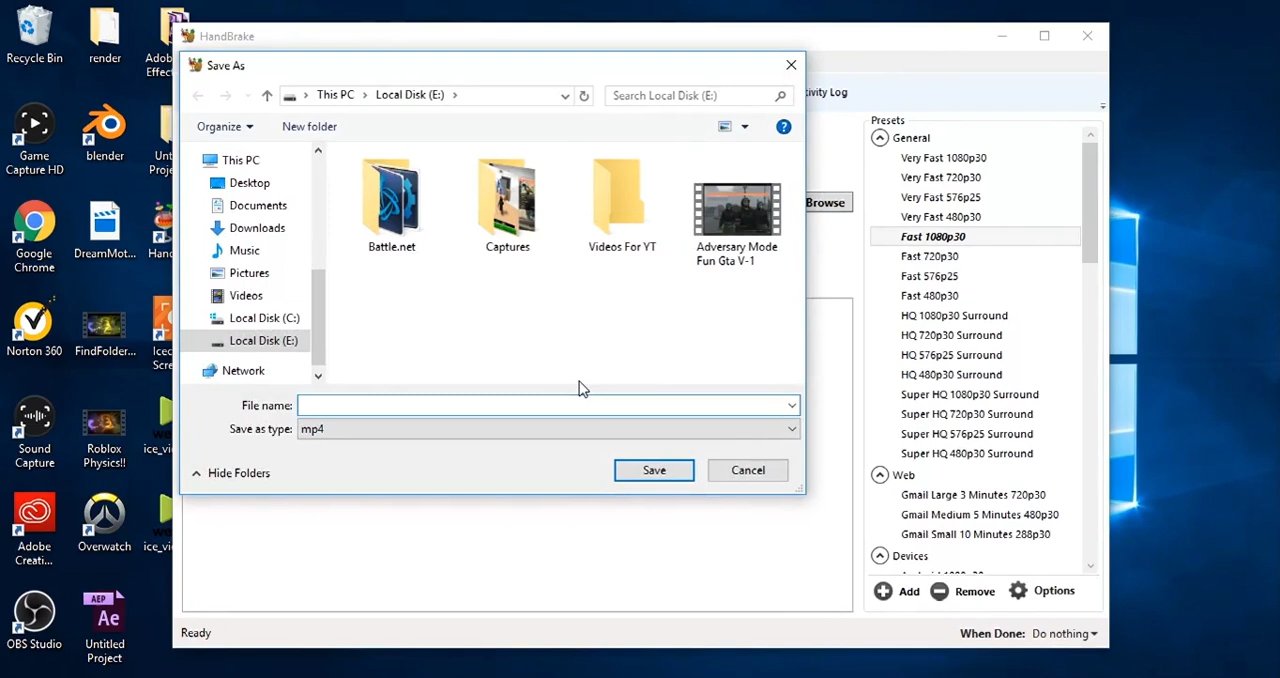 Recycle Bin
render
Adob
Effec
Game
Capture HD
blender
Unt
Proje
Google
Chrome
DreamMot...
Han
Norton 360
FindFolder...
Icec
Scre
Sound
Capture
Roblox
Physics!!
ice_vi
Adobe
Creati...
Overwatch
ice_vi
OBS Studio
AEP
Ae
Untitled
Project
HandBrake
Save As
This PC
Local Disk (E:)
Search Local Disk (E:)
Organize
New folder
This PC
Desktop
Documents
Downloads
Music
Pictures
Videos
Local Disk (C:)
Local Disk (E:)
Network
Battle.net
Captures
Videos For YT
Adversary Mode
Fun Gta V-1
File name:
Save as type: mp4
Hide Folders
Save
Cancel
tivity Log
Browse
Presets
General
Very Fast 1080p30
Very Fast 720p30
Very Fast 576p25
Very Fast 480p30
Fast 1080p30
Fast 720p30
Fast 576p25
Fast 480p30
HQ 1080p30 Surround
HQ 720p30 Surround
HQ 576p25 Surround
HQ 480p30 Surround
Super HQ 1080p30 Surround
Super HQ 720p30 Surround
Super HQ 576p25 Surround
Super HQ 480p30 Surround
Web
Gmail Large 3 Minutes 720p30
Gmail Medium 5 Minutes 480p30
Gmail Small 10 Minutes 288p30
Devices
Add
Remove
Options
Ready
When Done: Do nothing